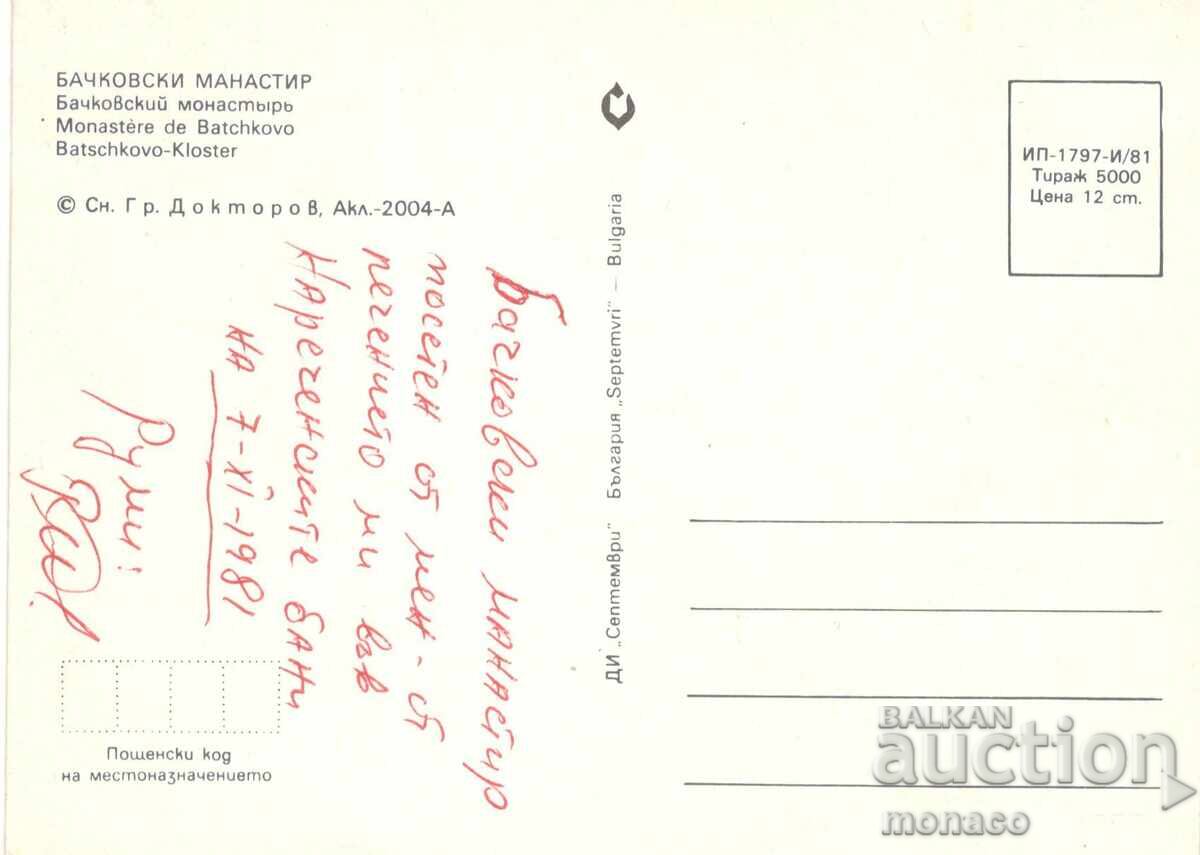 БАЧКОВСКИ МАНАСТИР
Бачковский монастырь
Monastère de Batchkovo
Batschkovo-Kloster
© Сн. Гр. Докторов, Акл.-2004-А
ИП-1797-И/81
Тираж 5000
Цена 12 ст.
Бачковски манастир
посетен от мен - от
лечението ми във
Нареченските бани
на 7-XI-1981
Руми:
ДИ „Септември" България „Septemvri" — Bulgaria
Пощенски код
на местоназначението
BALKAN
auction
monaco